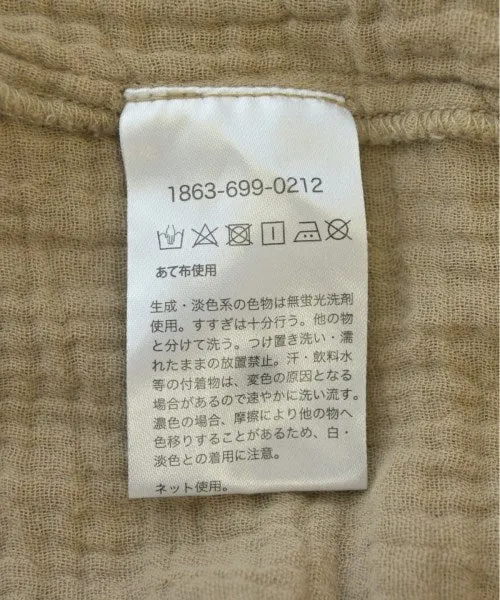 1863-699-0212
あて布使用
生成・淡色系の色物は無蛍光洗剤
使用。すすぎは十分行う。他の物
と分けて洗う。つけ置き洗い・濡
れたままの放置禁止。汗・飲料水
等の付着物は、変色の原因となる
場合があるので速やかに洗い流す。
濃色の場合、摩擦により他の物へ
色移りすることがあるため、白・
淡色との着用に注意。
ネット使用。